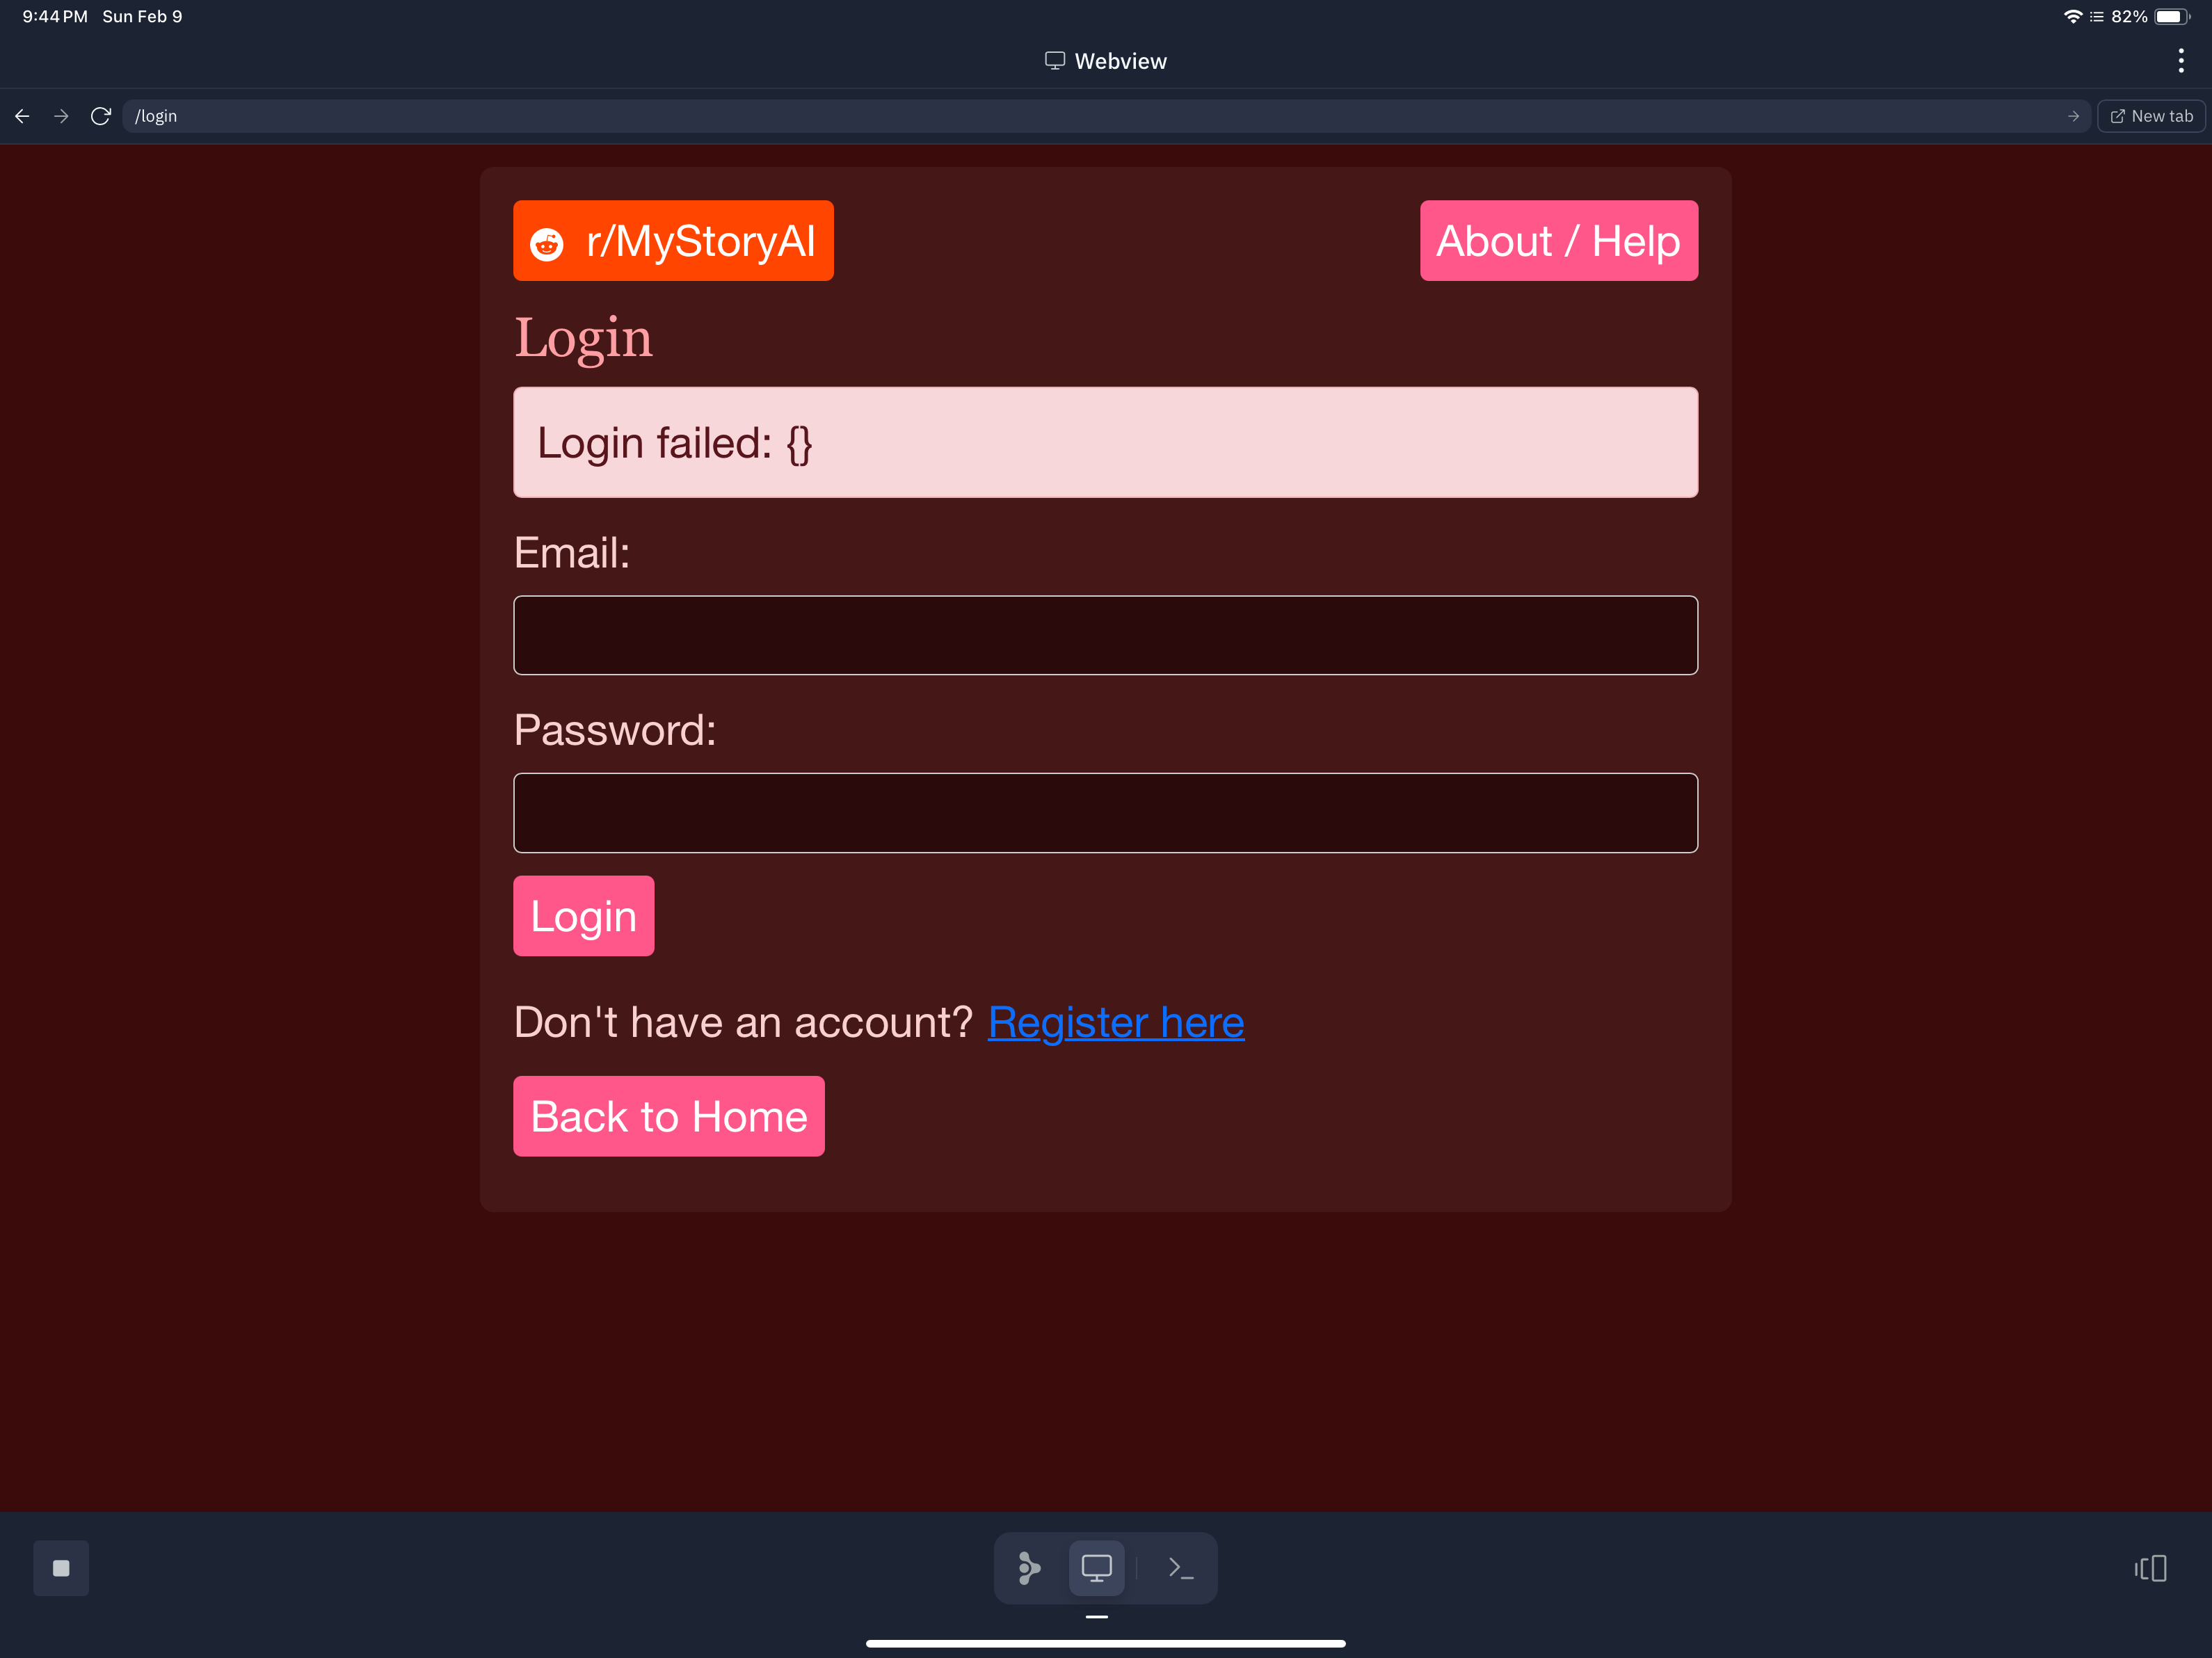 9:44 PM Sun Feb 9
82%
Webview
/login
New tab
r/MyStoryAI
About / Help
Login
Login failed: {}
Email:
Password:
Login
Don't have an account? Register here
Back to Home